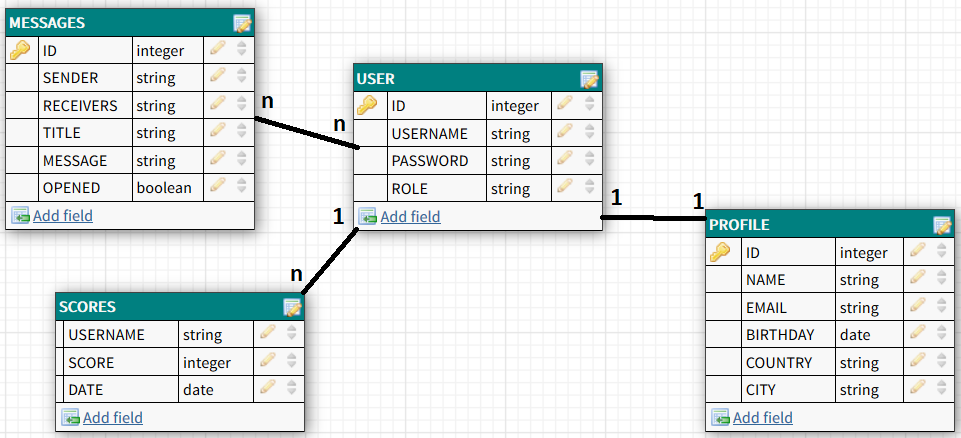 MESSAGES
ID integer
SENDER string
RECEIVERS string
TITLE string
MESSAGE string
OPENED boolean
Add field
n
n
USER
ID integer
USERNAME string
PASSWORD string
ROLE string
Add field
1
n
1
1
SCORES
USERNAME string
SCORE integer
DATE date
Add field
PROFILE
ID integer
NAME string
EMAIL string
BIRTHDAY date
COUNTRY string
CITY string
Add field